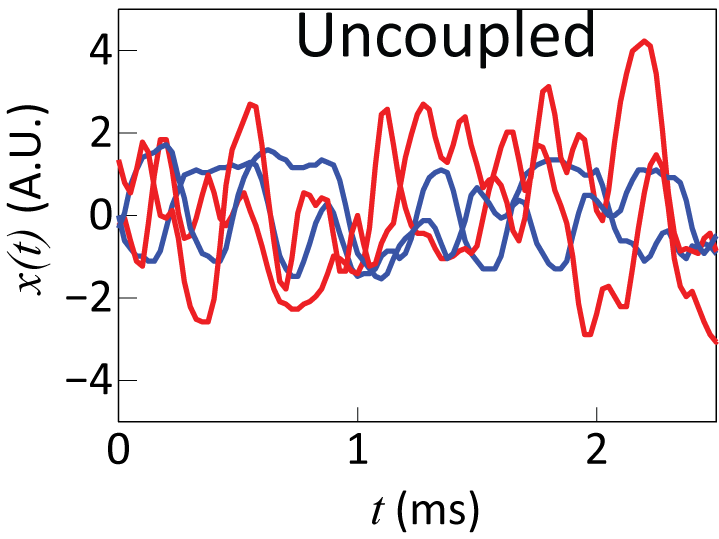 Uncoupled
x(t) (A.U.)
4
2
0
−2
−4
0 1 2
t (ms)